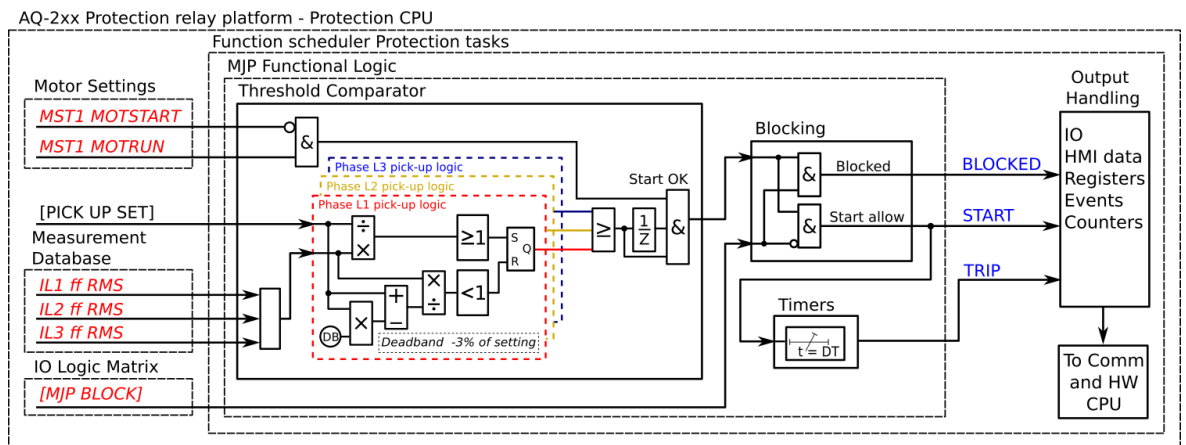 AQ-2xx Protection relay platform - Protection CPU
Function scheduler Protection tasks
MJP Functional Logic
Threshold Comparator
Motor Settings
MST1 MOTSTART
MST1 MOTRUN
&
Phase L3 pick-up logic
Phase L2 pick-up logic
Phase L1 pick-up logic
[PICK UP SET]
Measurement
Database
IL1 ff RMS
IL2 ff RMS
IL3 ff RMS
÷
×
≥1
S
Q
R
×
÷
<1
+
−
×
DB
Deadband -3% of setting
Start OK
≥
1
Z
&
IO Logic Matrix
[MJP BLOCK]
Blocking
&
Blocked
&
Start allow
Timers
t = DT
BLOCKED
START
TRIP
Output
Handling
IO
HMI data
Registers
Events
Counters
To Comm
and HW
CPU